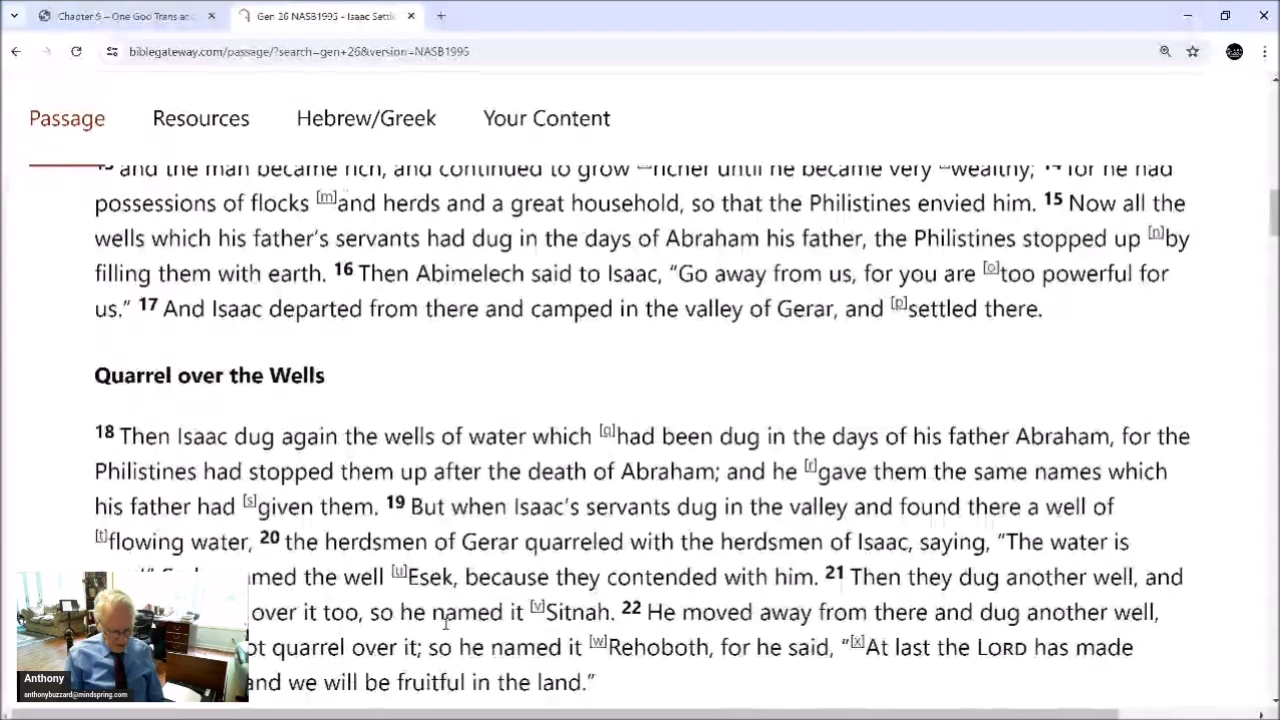 Chapter 9 – One God Trans and
Gen 26 NASB1995 - Isaac Settl
biblegateway.com/passage/?search=gen+26&version=NASB1995
Passage Resources Hebrew/Greek Your Content
and the man became rich, and continued to grow richer until he became very wealthy; 14 for he had
possessions of flocks [m]and herds and a great household, so that the Philistines envied him. 15 Now all the
wells which his father’s servants had dug in the days of Abraham his father, the Philistines stopped up [n]by
filling them with earth. 16 Then Abimelech said to Isaac, “Go away from us, for you are [o]too powerful for
us.” 17 And Isaac departed from there and camped in the valley of Gerar, and [p]settled there.
Quarrel over the Wells
18 Then Isaac dug again the wells of water which [q]had been dug in the days of his father Abraham, for the
Philistines had stopped them up after the death of Abraham; and he [r]gave them the same names which
his father had [s]given them. 19 But when Isaac’s servants dug in the valley and found there a well of
[t]flowing water, 20 the herdsmen of Gerar quarreled with the herdsmen of Isaac, saying, “The water is
med the well [u]Esek, because they contended with him. 21 Then they dug another well, and
over it too, so he named it [v]Sitnah. 22 He moved away from there and dug another well,
ot quarrel over it; so he named it [w]Rehoboth, for he said, “[x]At last the LORD has made
and we will be fruitful in the land.”
Anthony
anthonybuzzard@mindspring.com